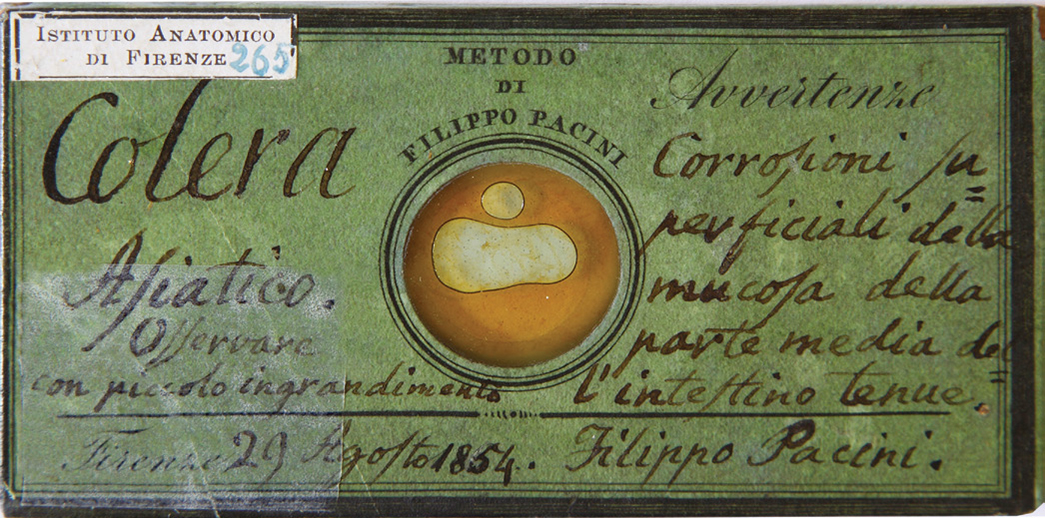 ISTITUTO ANATOMICO
DI FIRENZE 265
METODO
DI
FILIPPO PACINI
Colera
Aſiatico.
Oſſervare
con piccolo ingrandimento
Avvertenze
Corroſioni ſu
perficiali della
mucoſa della
parte media del
l'inteſtino tenue.
Firenze 29 Agoſto 1854. Filippo Pacini.